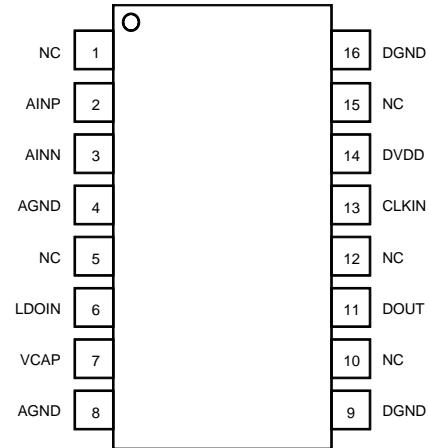 NC 1 16 DGND
AINP 2 15 NC
AINN 3 14 DVDD
AGND 4 13 CLKIN
NC 5 12 NC
LDOIN 6 11 DOUT
VCAP 7 10 NC
AGND 8 9 DGND